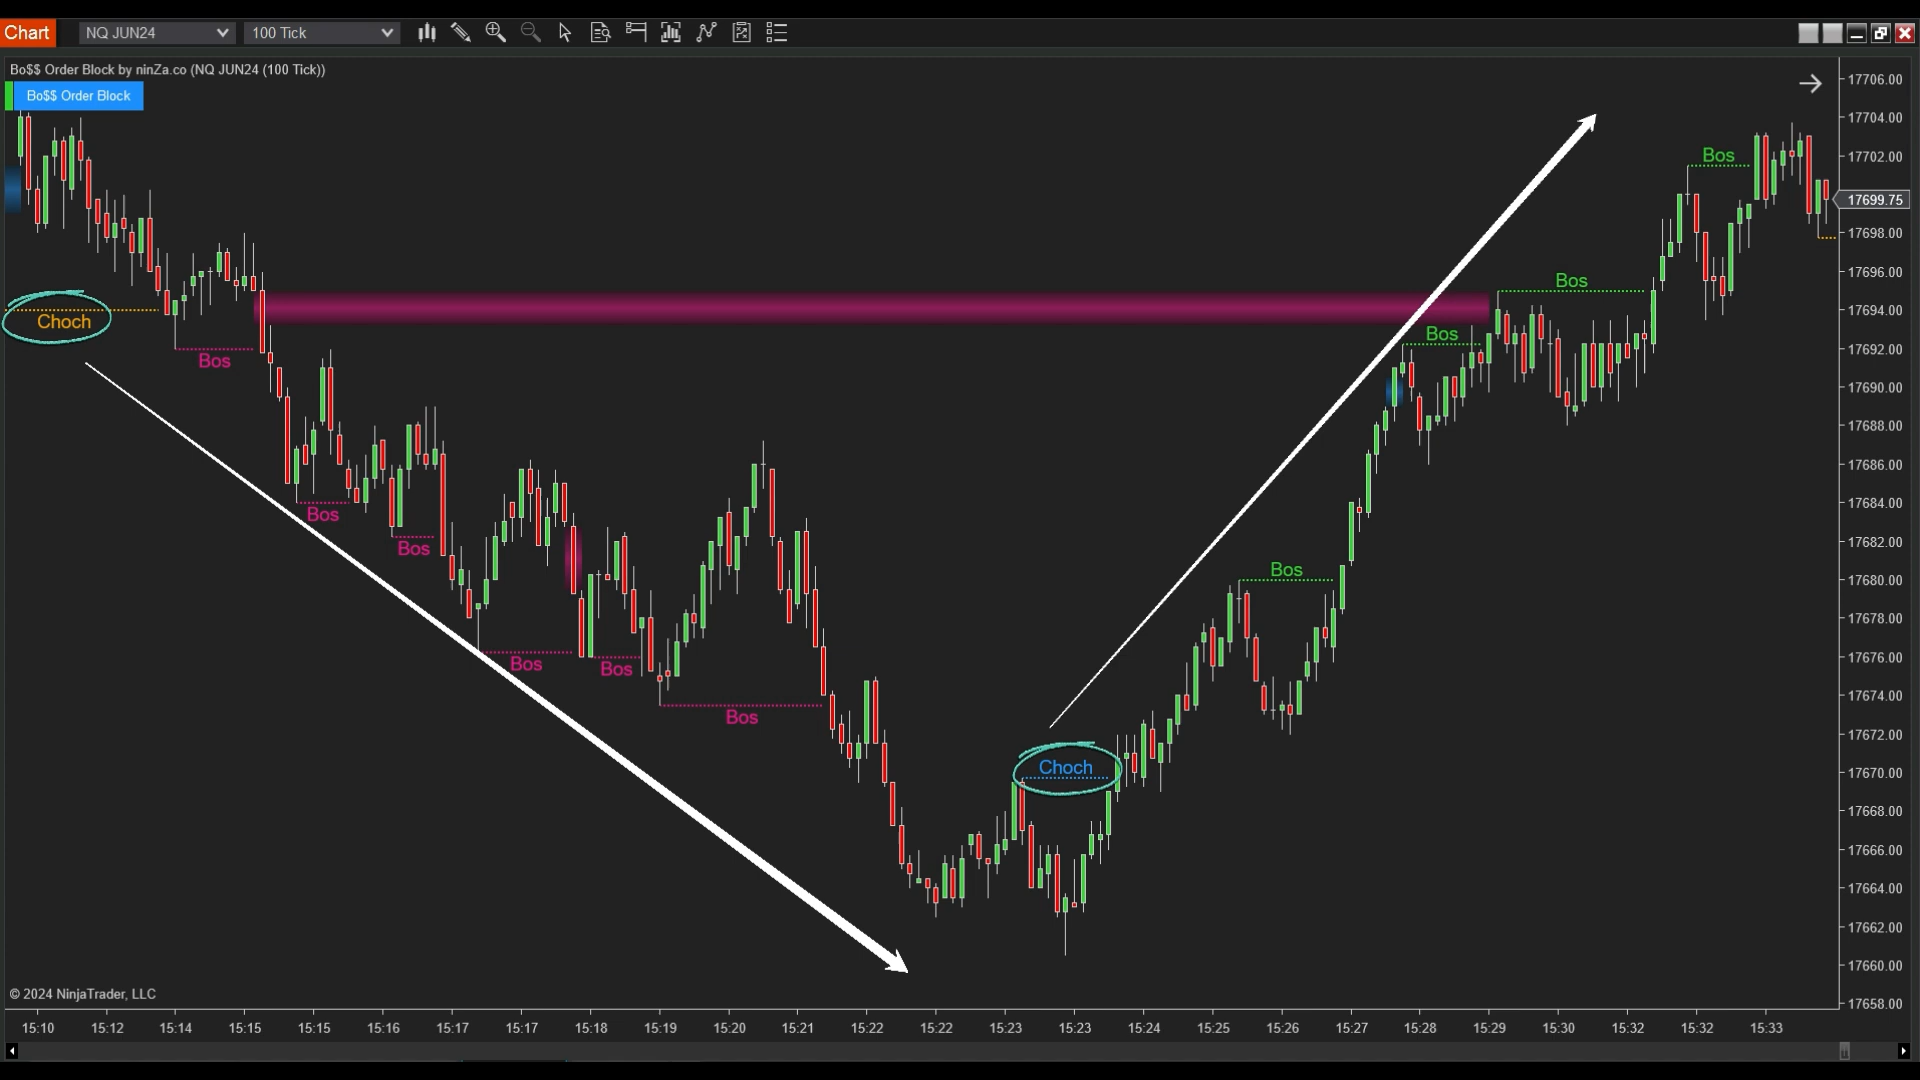 Chart NQ JUN24 100 Tick
Bo$$ Order Block by ninZa.co (NQ JUN24 (100 Tick))
Bo$$ Order Block
17706.00
17704.00
Bos
17702.00
17699.75
17698.00
Bos
17696.00
17694.00
Choch
Bos
17692.00
Bos
17690.00
17688.00
17686.00
17684.00
Bos
17682.00
Bos
Bos
17680.00
17678.00
17676.00
Bos
Bos
17674.00
Bos
17672.00
Choch
17670.00
17668.00
17666.00
17664.00
17662.00
17660.00
© 2024 NinjaTrader, LLC
17658.00
15:10 15:12 15:14 15:15 15:15 15:16 15:17 15:17 15:18 15:19 15:20 15:21 15:22 15:22 15:23 15:23 15:24 15:25 15:26 15:27 15:28 15:29 15:30 15:32 15:32 15:33